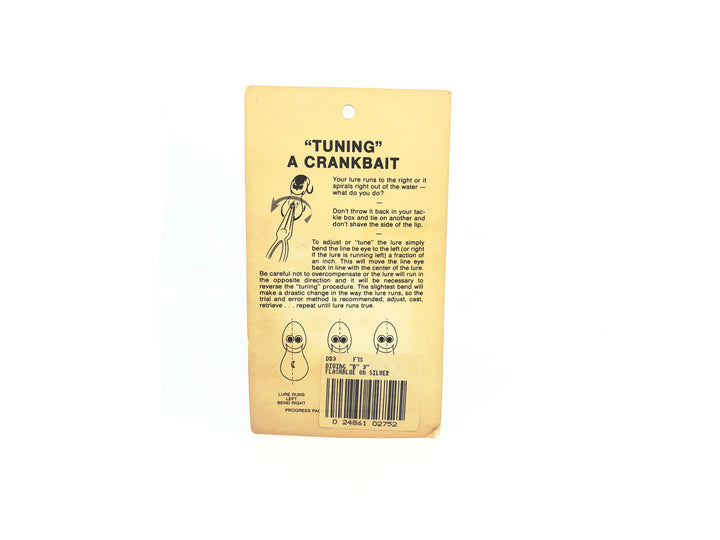 "TUNING"
A CRANKBAIT
Your lure runs to the right or it
spirals right out of the water —
what do you do?
—
Don't throw it back in your tac-
kle box and tie on another and
don't shave the side of the lip.
—
To adjust or "tune" the lure simply
bend the line tie eye to the left (or right
if the lure is running left) a fraction of
an inch. This will move the line eye
back in line with the center of the lure.
Be careful not to overcompensate or the lure will run in
the opposite direction and it will be necessary to
reverse the "tuning" procedure. The slightest bend will
make a drastic change in the way the lure runs, so the
trial and error method is recommended; adjust, cast,
retrieve . . . repeat until lure runs true.
DB3 F7S
DIVING "B" 3"
FLASHBLUE ON SILVER
LURE RUNS
LEFT
BEND RIGHT
PROGRESS
0 24861 02752